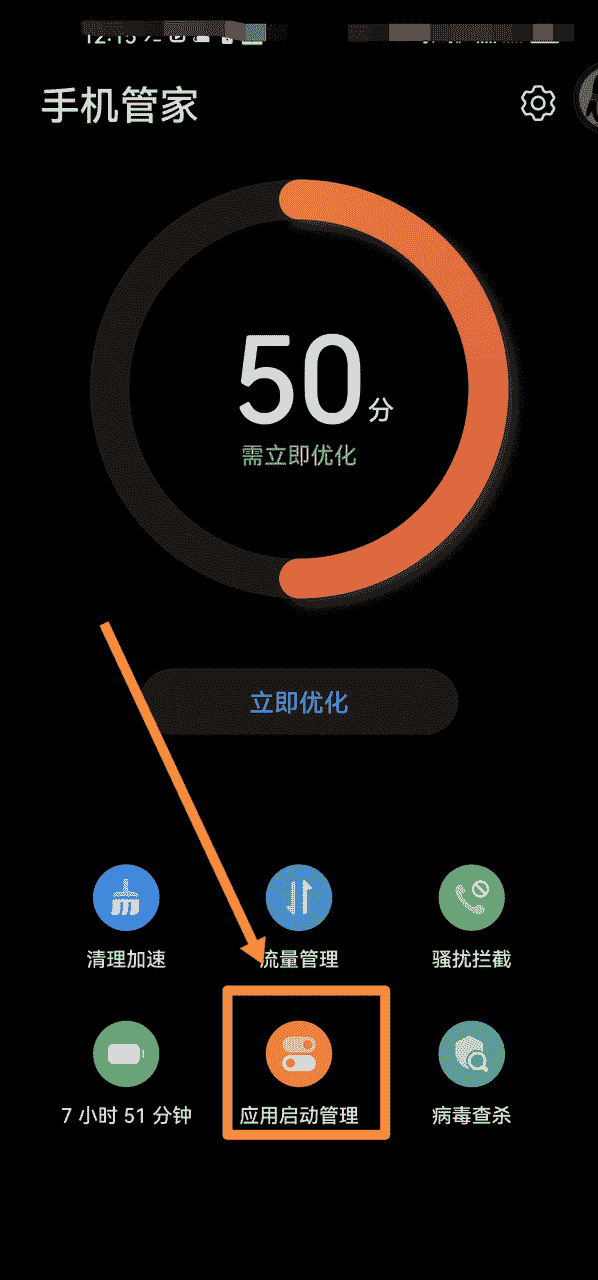 手机管家
50分
需立即优化
立即优化
清理加速
流量管理
骚扰拦截
7 小时 51 分钟
应用启动管理
病毒查杀